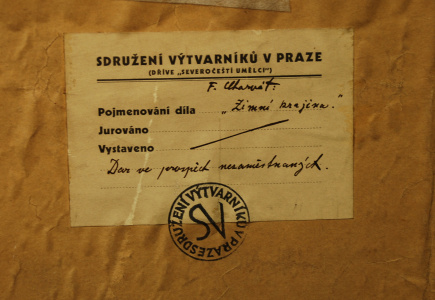 SDRUŽENÍ VÝTVARNÍKŮ V PRAZE
(DŘÍVE „SEVEROČEŠTÍ UMĚLCI”)
F. Charvát:
Pojmenování díla „Zimní krajina.“
Jurováno
Vystaveno
Dar ve prospěch nezaměstnaných.
SDRUŽENÍ VÝTVARNÍKŮ V PRAZE
SV